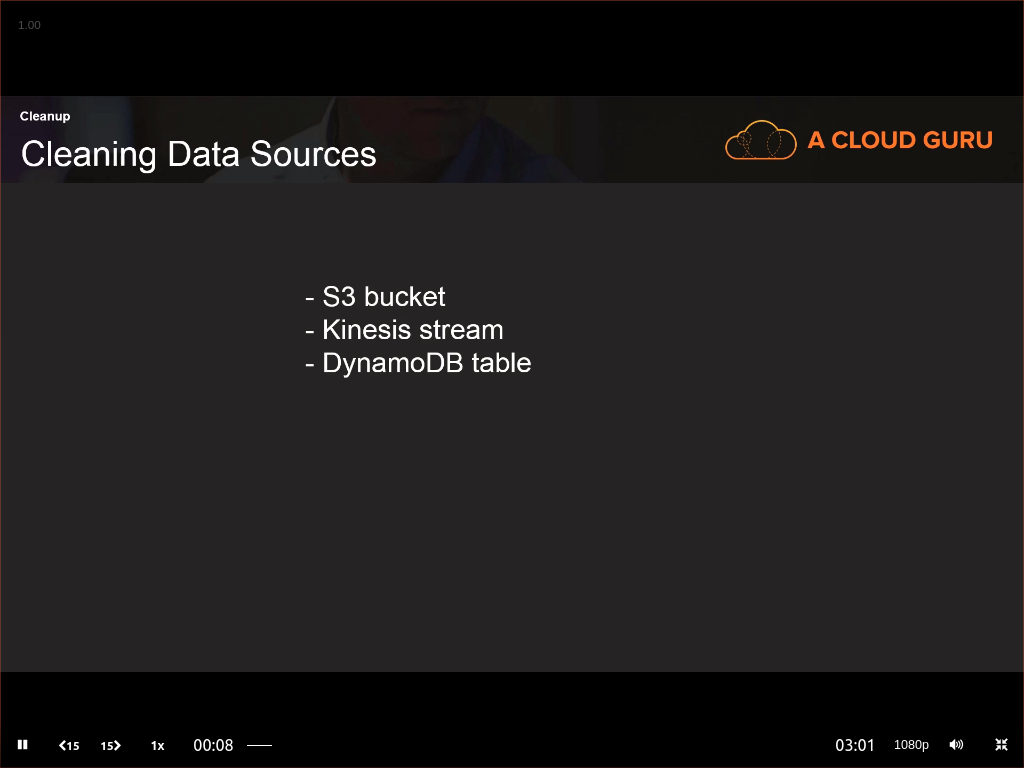 1.00
Cleanup
Cleaning Data Sources
A CLOUD GURU
- S3 bucket
- Kinesis stream
- DynamoDB table
15 15 1x 00:08 03:01 1080p